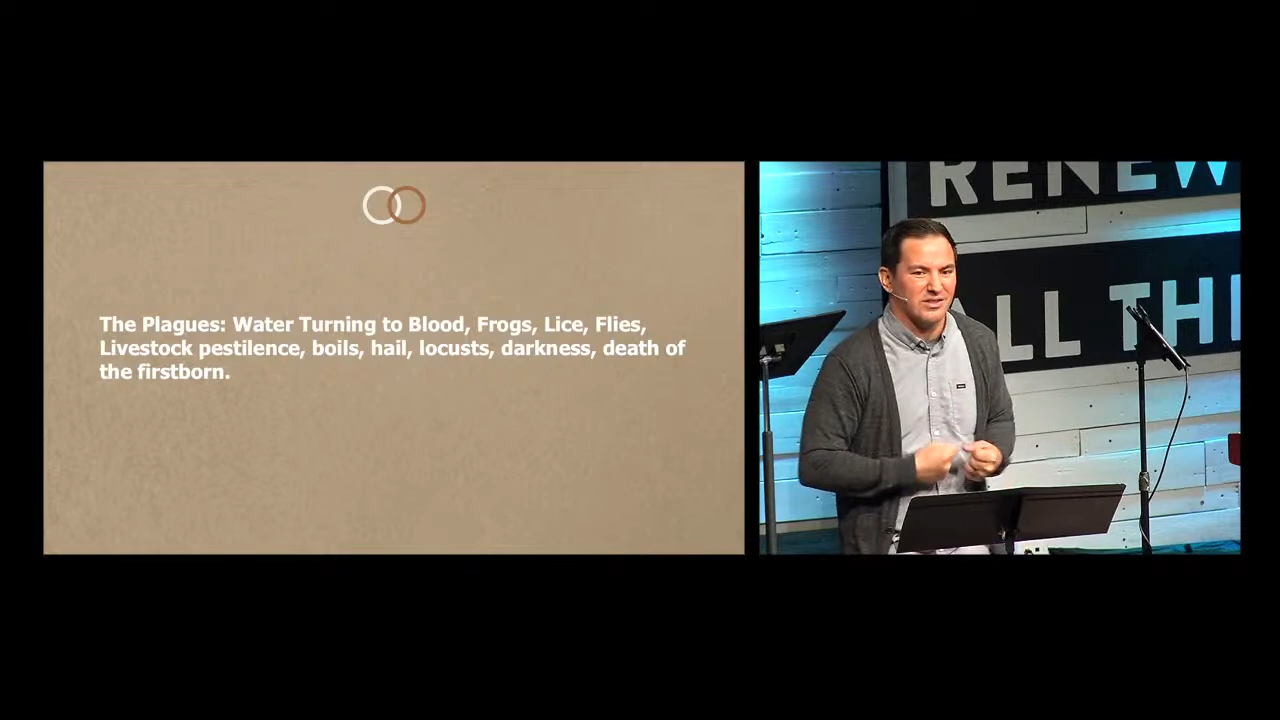 The Plagues: Water Turning to Blood, Frogs, Lice, Flies,
Livestock pestilence, boils, hail, locusts, darkness, death of
the firstborn.
RENEW
ALL THI